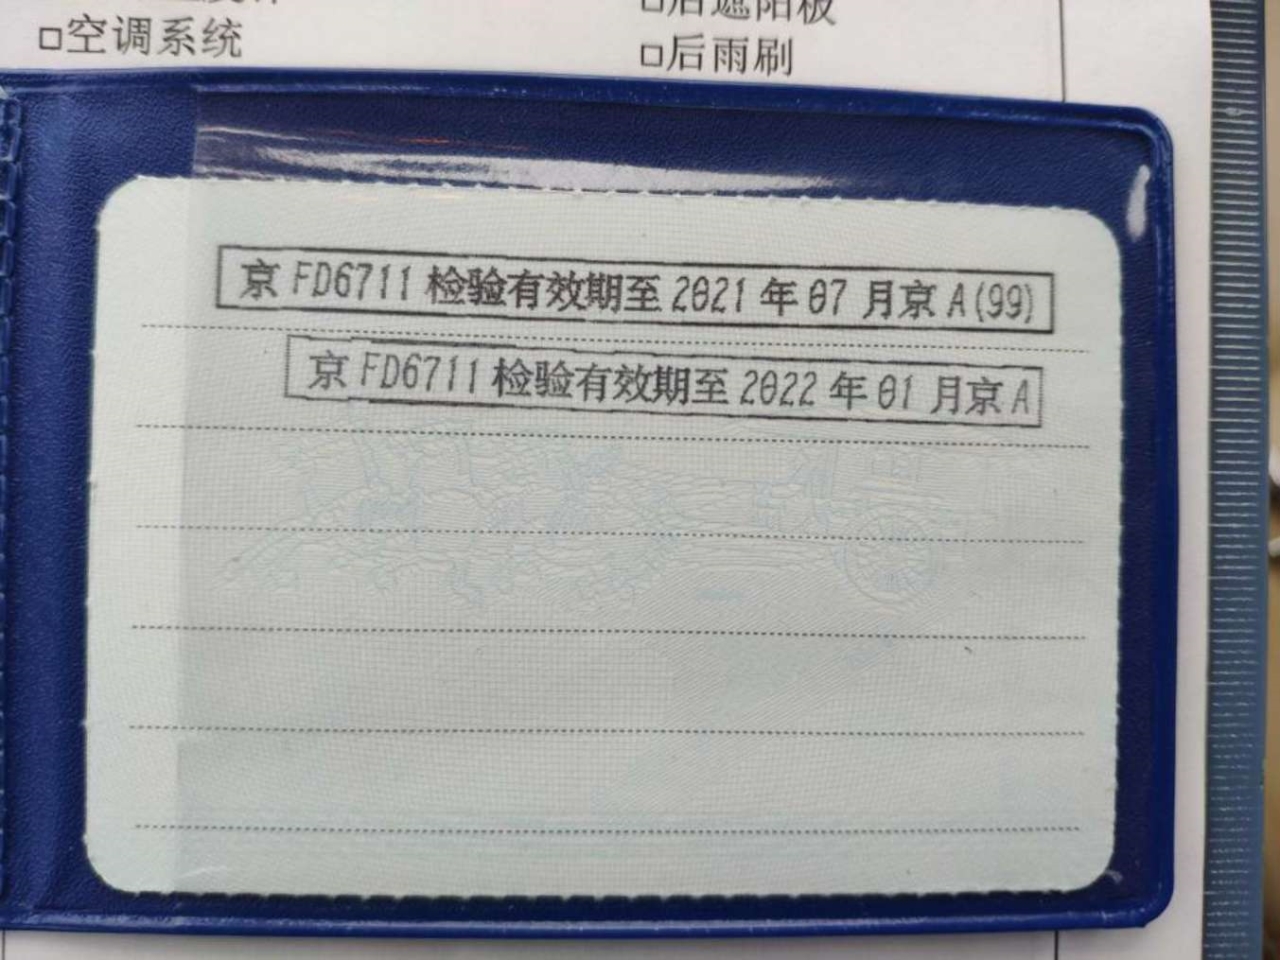 □空调系统
□后遮阳板
□后雨刷
京 FD6711 检验有效期至 2021 年 07 月京 A(99)
京 FD6711 检验有效期至 2022 年 01 月京 A